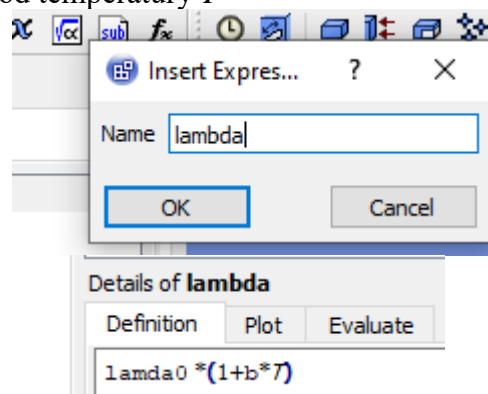 od temperatury T
Insert Expres... ? ×
Name lambda
OK Cancel
Details of lambda
Definition Plot Evaluate
lamda0 *(1+b*T)